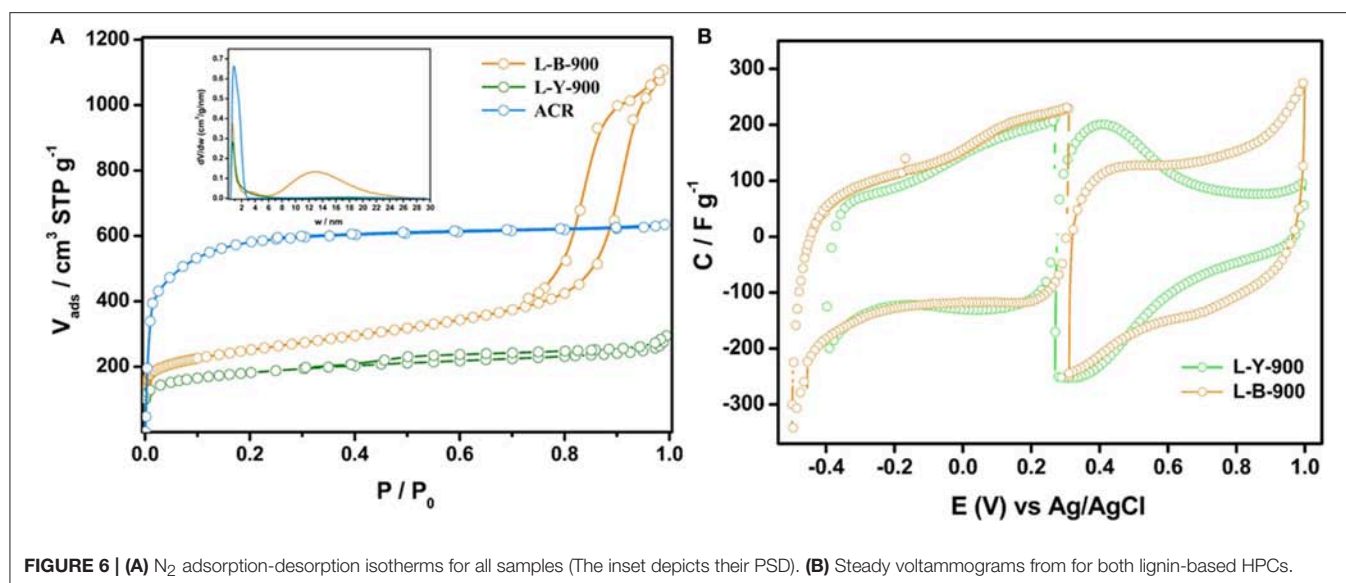 A
1200
1000
800
600
400
200
0.0 0.2 0.4 0.6 0.8 1.0
V_ads / cm³ STP g⁻¹
P / P₀
L-B-900
L-Y-900
ACR
0.7
0.6
0.5
0.4
0.3
0.2
0.1
0.0
2 4 6 8 10 12 14 16 18 20 22 24 26 28 30
dV/dw (cm³/g/nm)
w / nm
B
300
200
100
0
-100
-200
-300
-0.4 -0.2 0.0 0.2 0.4 0.6 0.8 1.0
C / F g⁻¹
E (V) vs Ag/AgCl
L-Y-900
L-B-900
FIGURE 6 | (A) N₂ adsorption-desorption isotherms for all samples (The inset depicts their PSD). (B) Steady voltammograms from for both lignin-based HPCs.